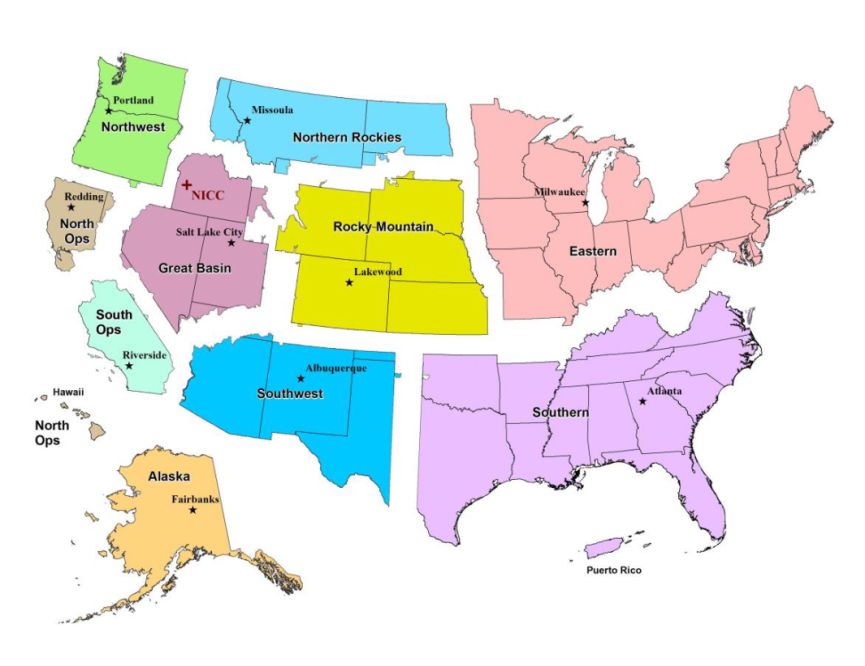 Portland
Northwest
Missoula
Northern Rockies
Redding
North
Ops
NICC
Salt Lake City
Great Basin
Rocky Mountain
Lakewood
Milwaukee
Eastern
South
Ops
Riverside
Albuquerque
Southwest
Atlanta
Southern
Hawaii
North
Ops
Alaska
Fairbanks
Puerto Rico